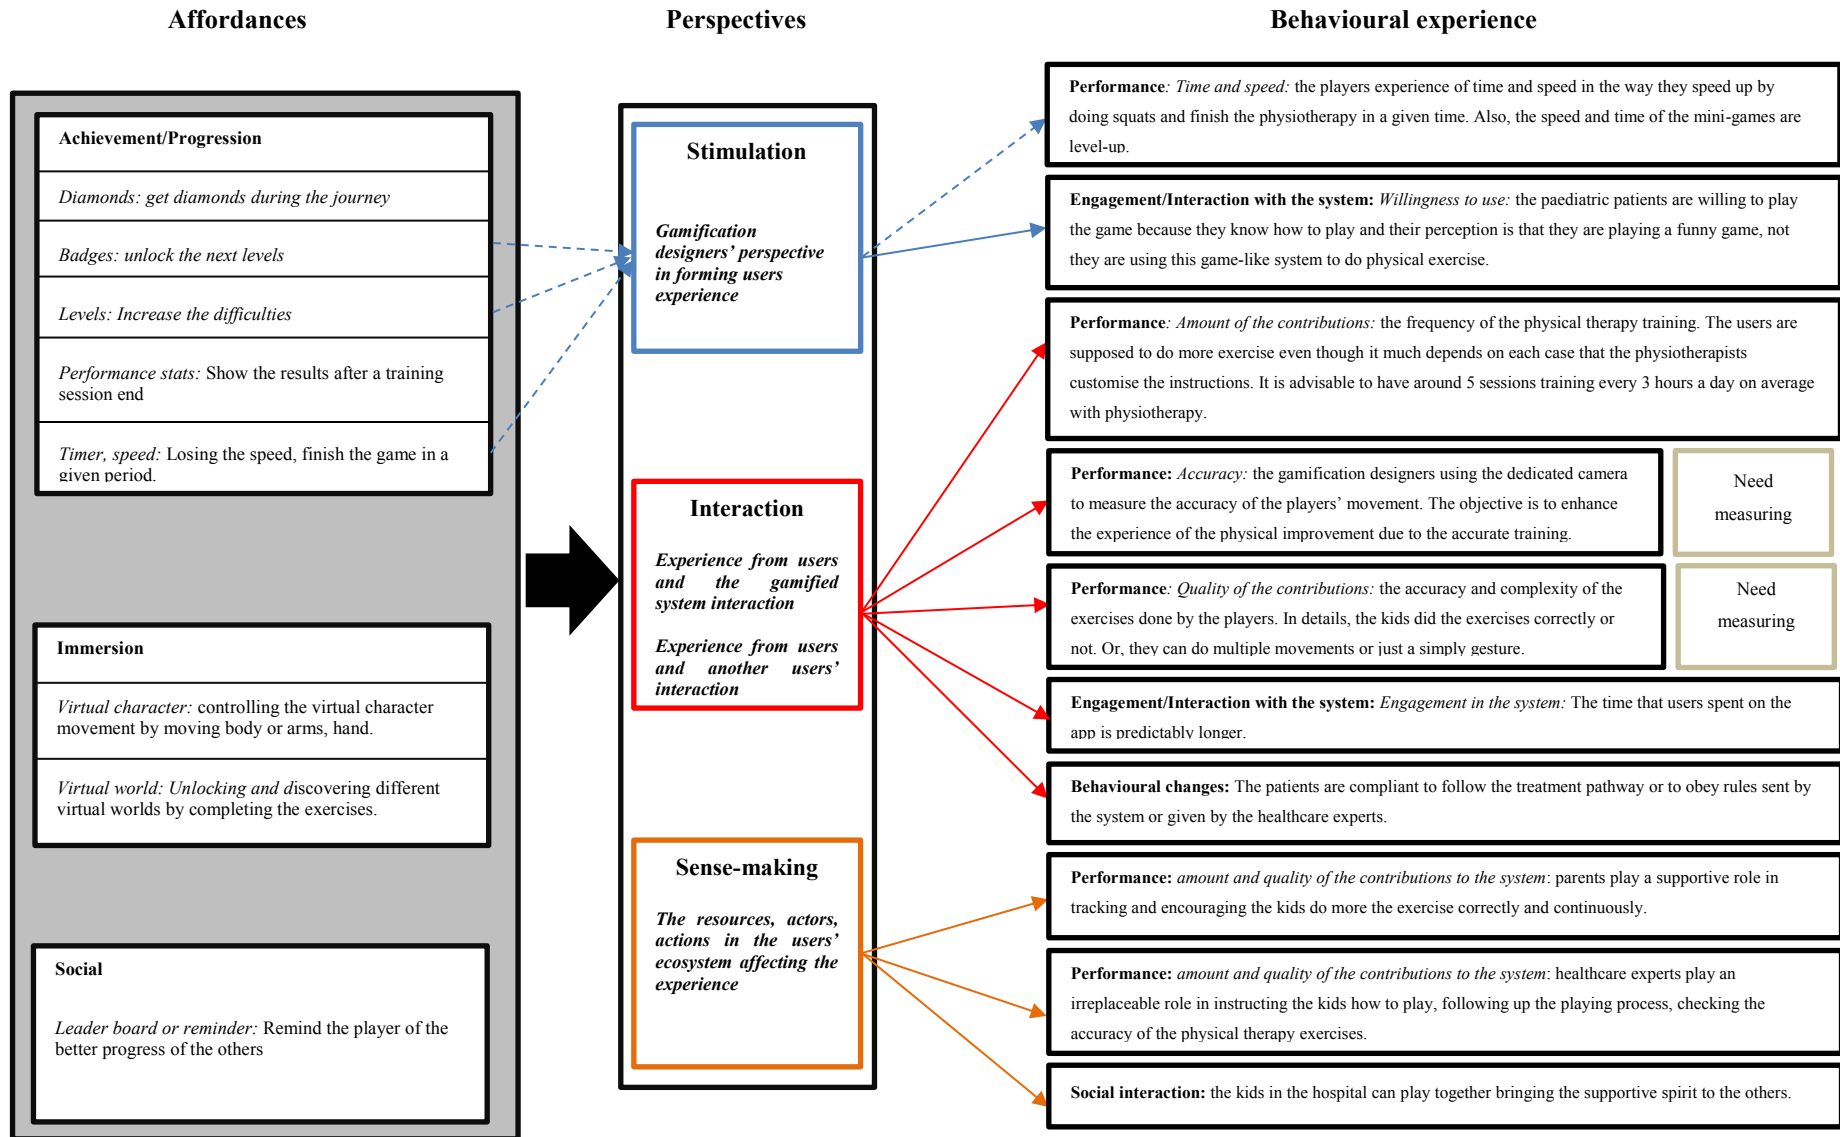 Affordances
Perspectives
Behavioural experience
Achievement/Progression
Diamonds: get diamonds during the journey
Badges: unlock the next levels
Levels: Increase the difficulties
Performance stats: Show the results after a training
session end
Timer, speed: Losing the speed, finish the game in a
given period.
Immersion
Virtual character: controlling the virtual character
movement by moving body or arms, hand.
Virtual world: Unlocking and discovering different
virtual worlds by completing the exercises.
Social
Leader board or reminder: Remind the player of the
better progress of the others
Stimulation
Gamification
designers’ perspective
in forming users
experience
Interaction
Experience from users
and the gamified
system interaction
Experience from users
and another users’
interaction
Sense-making
The resources, actors,
actions in the users’
ecosystem affecting the
experience
Performance: Time and speed: the players experience of time and speed in the way they speed up by
doing squats and finish the physiotherapy in a given time. Also, the speed and time of the mini-games are
level-up.
Engagement/Interaction with the system: Willingness to use: the paediatric patients are willing to play
the game because they know how to play and their perception is that they are playing a funny game, not
they are using this game-like system to do physical exercise.
Performance: Amount of the contributions: the frequency of the physical therapy training. The users are
supposed to do more exercise even though it much depends on each case that the physiotherapists
customise the instructions. It is advisable to have around 5 sessions training every 3 hours a day on average
with physiotherapy.
Performance: Accuracy: the gamification designers using the dedicated camera
to measure the accuracy of the players’ movement. The objective is to enhance
the experience of the physical improvement due to the accurate training.
Need
measuring
Performance: Quality of the contributions: the accuracy and complexity of the
exercises done by the players. In details, the kids did the exercises correctly or
not. Or, they can do multiple movements or just a simply gesture.
Need
measuring
Engagement/Interaction with the system: Engagement in the system: The time that users spent on the
app is predictably longer.
Behavioural changes: The patients are compliant to follow the treatment pathway or to obey rules sent by
the system or given by the healthcare experts.
Performance: amount and quality of the contributions to the system: parents play a supportive role in
tracking and encouraging the kids do more the exercise correctly and continuously.
Performance: amount and quality of the contributions to the system: healthcare experts play an
irreplaceable role in instructing the kids how to play, following up the playing process, checking the
accuracy of the physical therapy exercises.
Social interaction: the kids in the hospital can play together bringing the supportive spirit to the others.